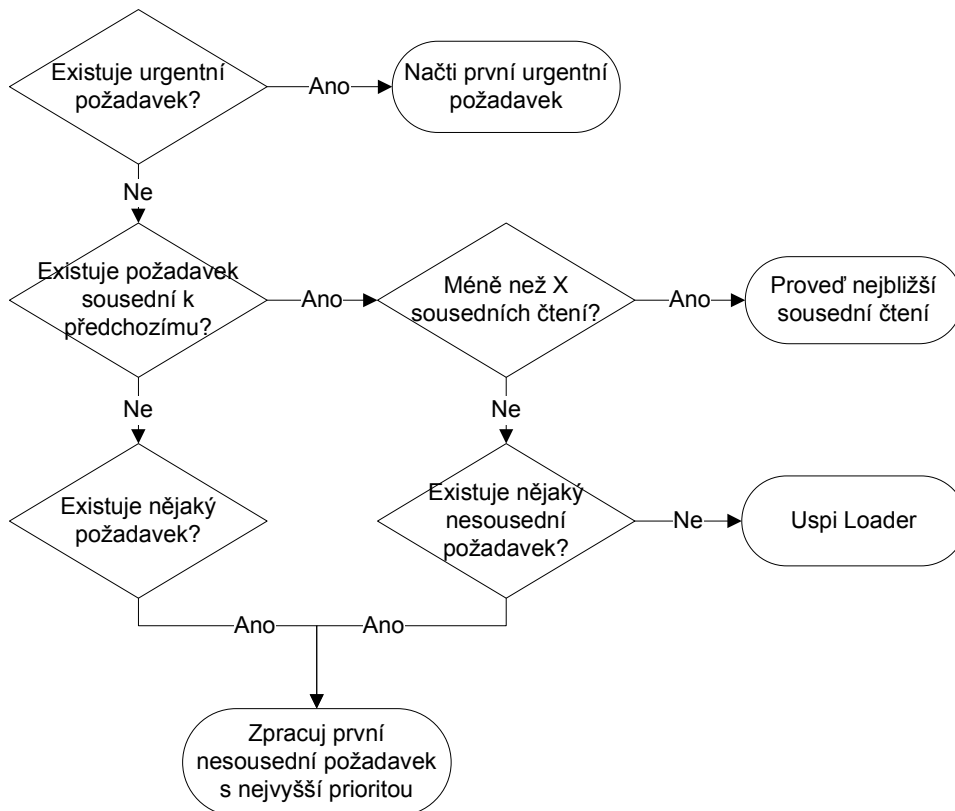 Existuje urgentní
požadavek?
Ano
Načti první urgentní
požadavek
Ne
Existuje požadavek
sousední k
předchozímu?
Ano
Méně než X
sousedních čtení?
Ano
Proveď nejbližší
sousední čtení
Ne
Ne
Existuje nějaký
požadavek?
Existuje nějaký
nesousední
požadavek?
Ne
Uspi Loader
Ano
Ano
Zpracuj první
nesousední požadavek
s nejvyšší prioritou